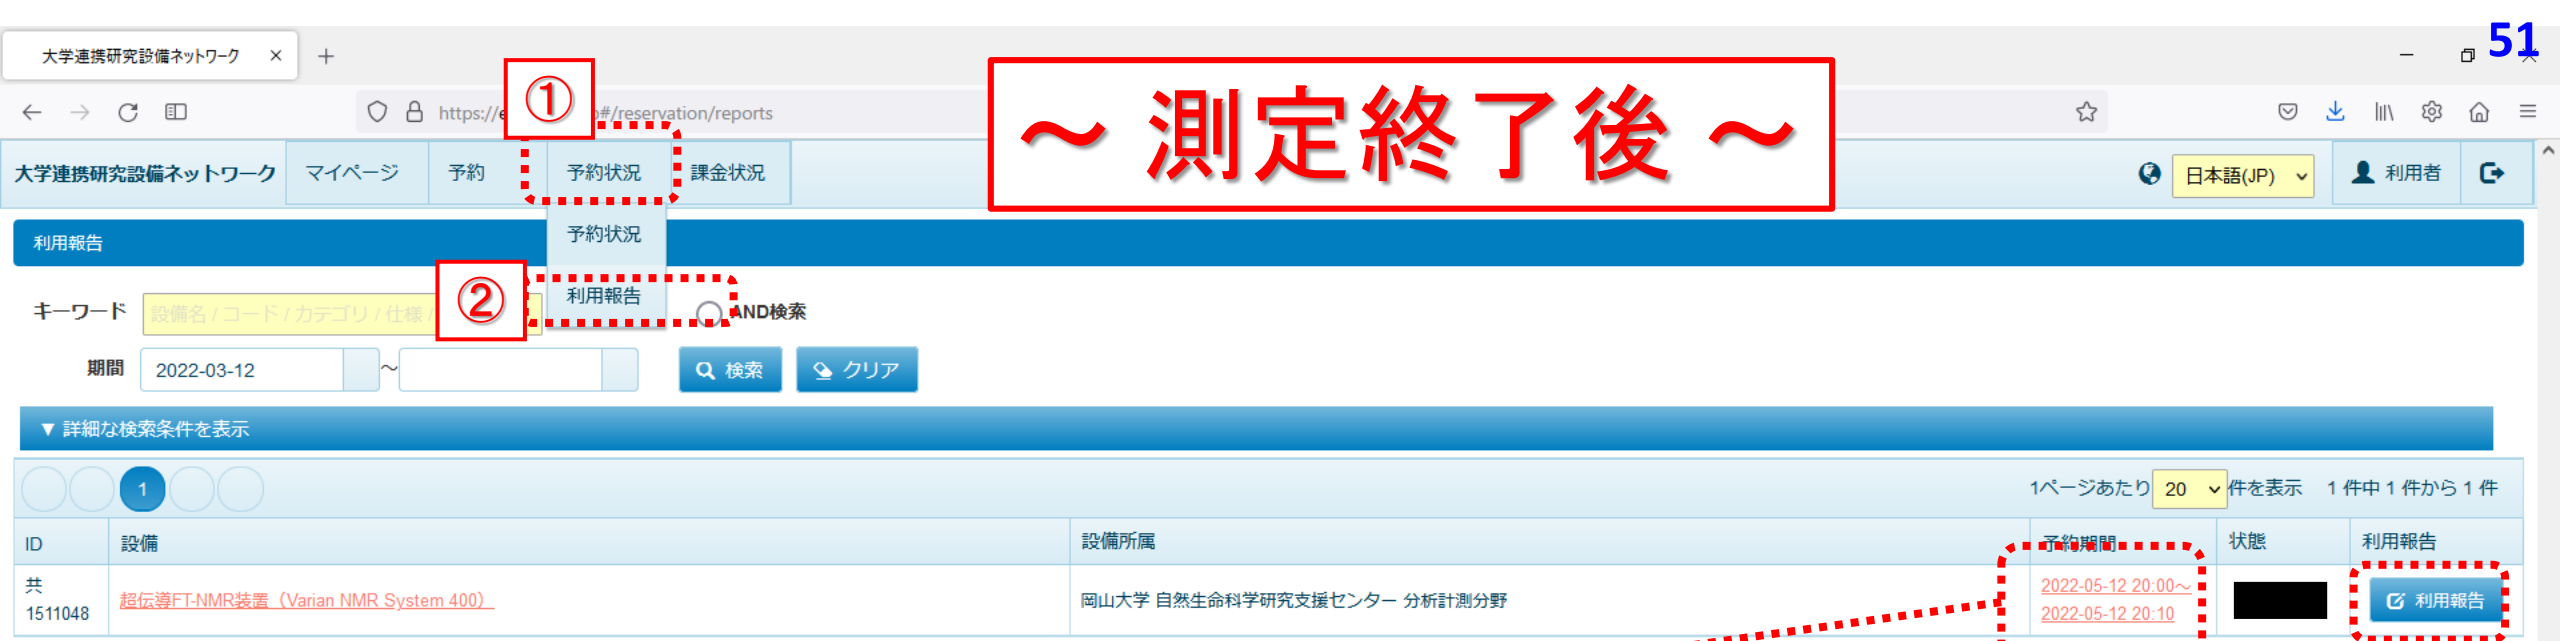 51
大学連携研究設備ネットワーク × +
①
https://e #/reservation/reports
～ 測定終了後 ～
大学連携研究設備ネットワーク マイページ 予約 予約状況 課金状況 日本語(JP) 利用者
利用報告
予約状況
②
利用報告
キーワード 設備名 / コード / カテゴリ / 仕様 / AND検索
期間 2022-03-12 ～ 検索 クリア
▼ 詳細な検索条件を表示
1 1ページあたり 20 件を表示 1 件中 1 件から 1 件
ID 設備 設備所属 予約期間 状態 利用報告
共
1511048 超伝導FT-NMR装置（Varian NMR System 400） 岡山大学 自然生命科学研究支援センター 分析計測分野 2022-05-12 20:00～
2022-05-12 20:10 利用報告